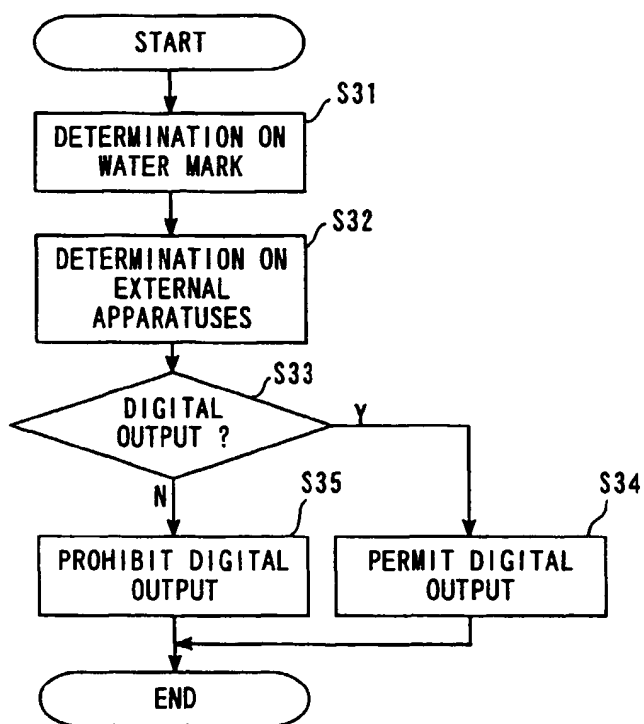 START
S31
DETERMINATION ON
WATER MARK
S32
DETERMINATION ON
EXTERNAL
APPARATUSES
S33
DIGITAL
OUTPUT ?
Y
N
S35
PROHIBIT DIGITAL
OUTPUT
S34
PERMIT DIGITAL
OUTPUT
END